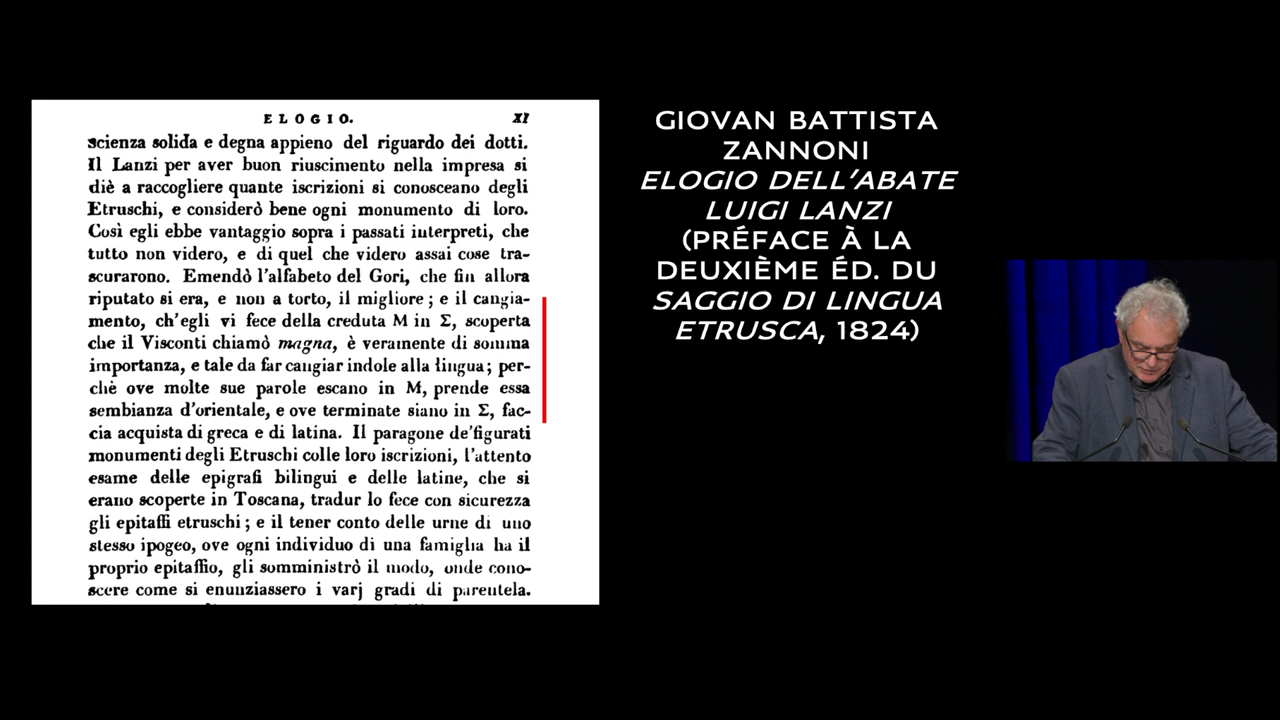 ELOGIO. XI
scienza solida e degna appieno del riguardo dei dotti.
Il Lanzi per aver buon riuscimento nella impresa si
diè a raccogliere quante iscrizioni si conosceano degli
Etruschi, e considerò bene ogni monumento di loro.
Così egli ebbe vantaggio sopra i passati interpreti, che
tutto non videro, e di quel che videro assai cose tra-
scurarono. Emendò l'alfabeto del Gori, che fin allora
riputato si era, e non a torto, il migliore; e il cangia-
mento, ch'egli vi fece della creduta M in Σ, scoperta
che il Visconti chiamò magna, è veramente di somma
importanza, e tale da far cangiar indole alla lingua; per-
chè ove molte sue parole escano in M, prende essa
sembianza d'orientale, e ove terminate siano in Σ, fac-
cia acquista di greca e di latina. Il paragone de'figurati
monumenti degli Etruschi colle loro iscrizioni, l'attento
esame delle epigrafi bilingui e delle latine, che si
erano scoperte in Toscana, tradur lo fece con sicurezza
gli epitaffi etruschi; e il tener conto delle urne di uno
stesso ipogeo, ove ogni individuo di una famiglia ha il
proprio epitaffio, gli somministrò il modo, onde cono-
scere come si enunziassero i varj gradi di parentela.
GIOVAN BATTISTA
ZANNONI
ELOGIO DELL'ABATE
LUIGI LANZI
(PRÉFACE À LA
DEUXIÈME ÉD. DU
SAGGIO DI LINGUA
ETRUSCA, 1824)